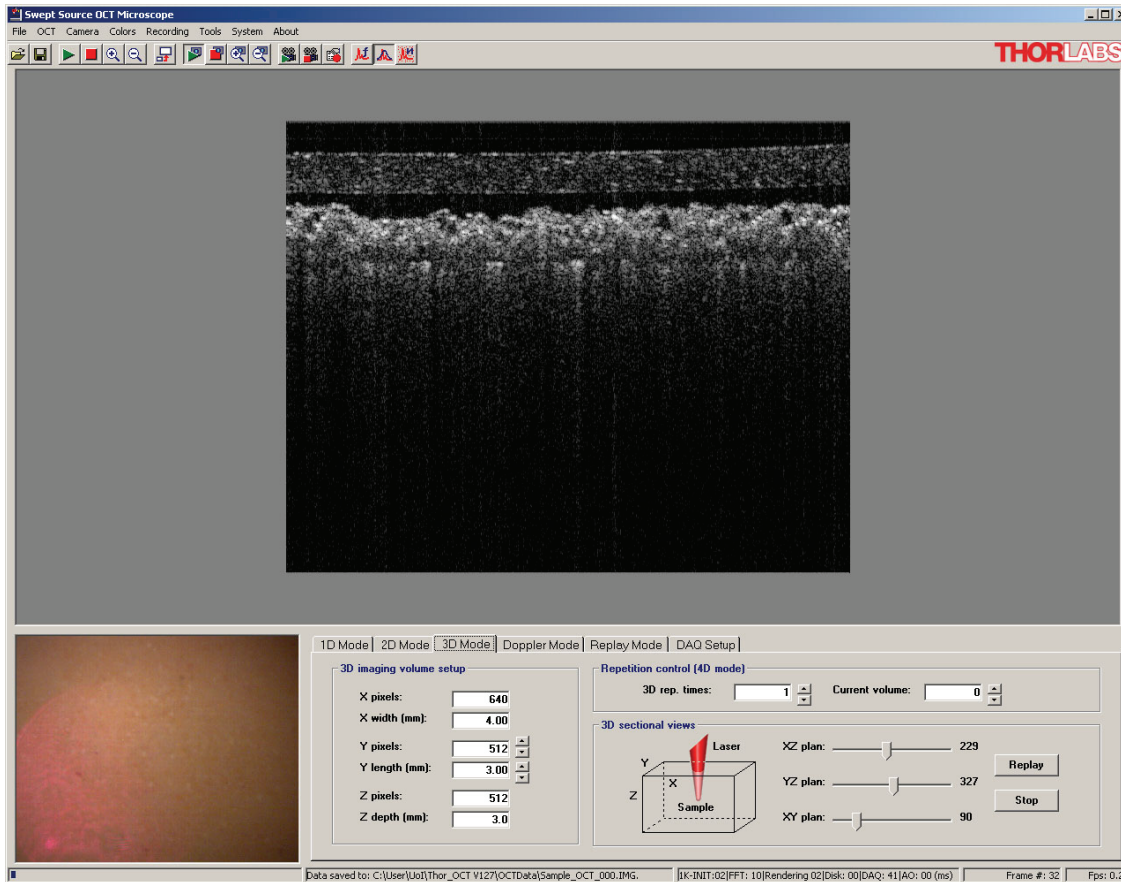 Swept Source OCT Microscope
File OCT Camera Colors Recording Tools System About
THORLABS
1D Mode 2D Mode 3D Mode Doppler Mode Replay Mode DAQ Setup
3D imaging volume setup
X pixels: 640
X width (mm): 4.00
Y pixels: 512
Y length (mm): 3.00
Z pixels: 512
Z depth (mm): 3.0
Repetition control (4D mode)
3D rep. times: 1 Current volume: 0
3D sectional views
Laser
Y
X
Z
Sample
XZ plan: 229
YZ plan: 327
XY plan: 90
Replay
Stop
Data saved to: C:\User\UoI\Thor_OCT V127\OCTData\Sample_OCT_000.IMG. 1K-INIT:02|FFT: 10|Rendering 02|Disk: 00|DAQ: 41|AO: 00 (ms) Frame #: 32 Fps: 0.2